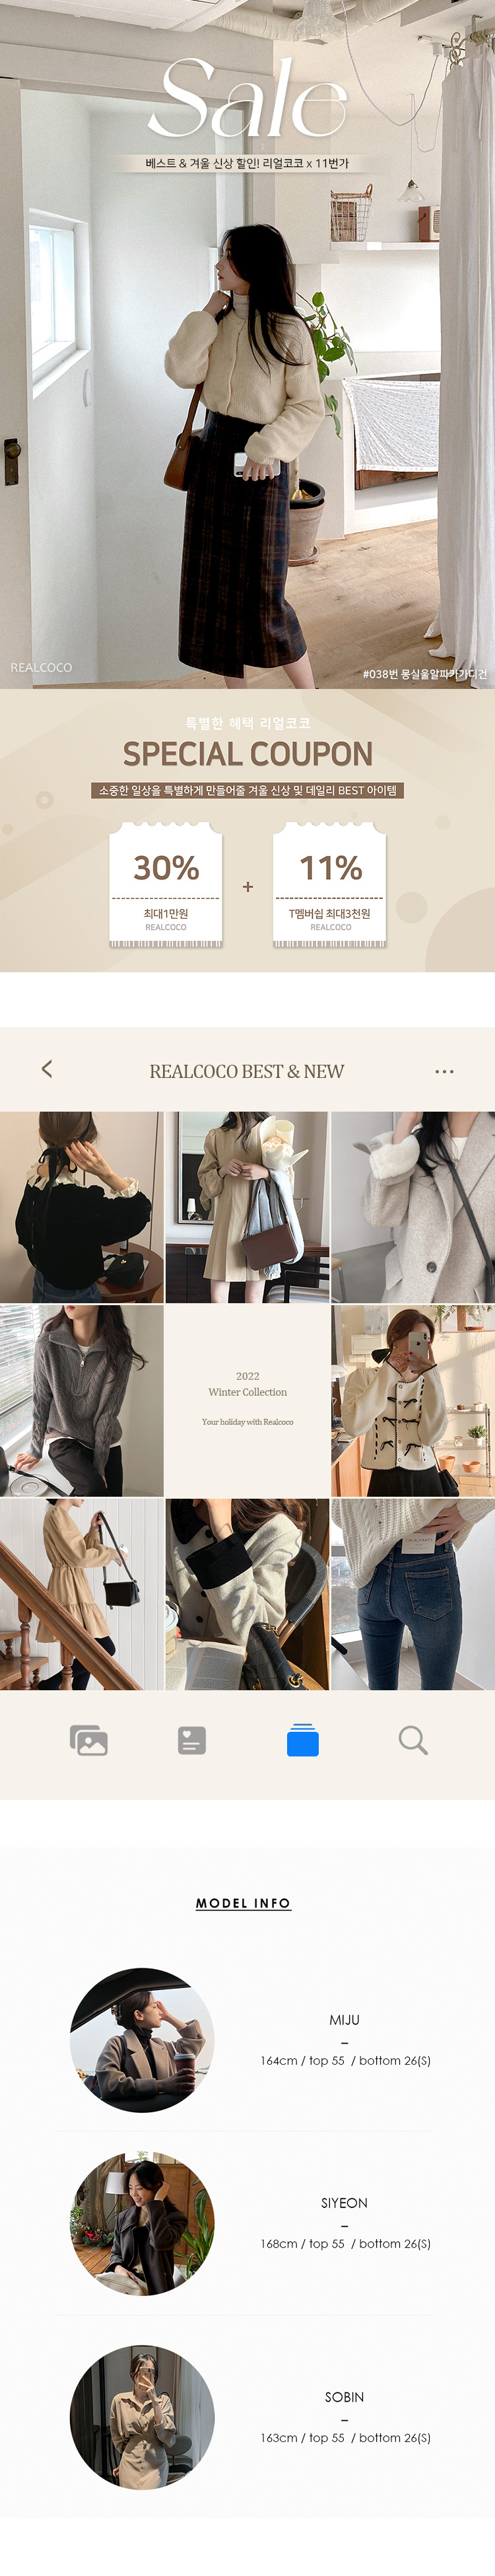 Sale
베스트 & 겨울 신상 할인! 리얼코코 x 11번가
REALCOCO
#038번 몽실울알파카가디건
특별한 혜택 리얼코코
SPECIAL COUPON
소중한 일상을 특별하게 만들어줄 겨울 신상 및 데일리 BEST 아이템
30%
최대1만원
REALCOCO
+
11%
T멤버쉽 최대3천원
REALCOCO
REALCOCO BEST & NEW
2022
Winter Collection
Your holiday with Realcoco
MODEL INFO
MIJU
–
164cm / top 55 / bottom 26(S)
SIYEON
–
168cm / top 55 / bottom 26(S)
SOBIN
–
163cm / top 55 / bottom 26(S)